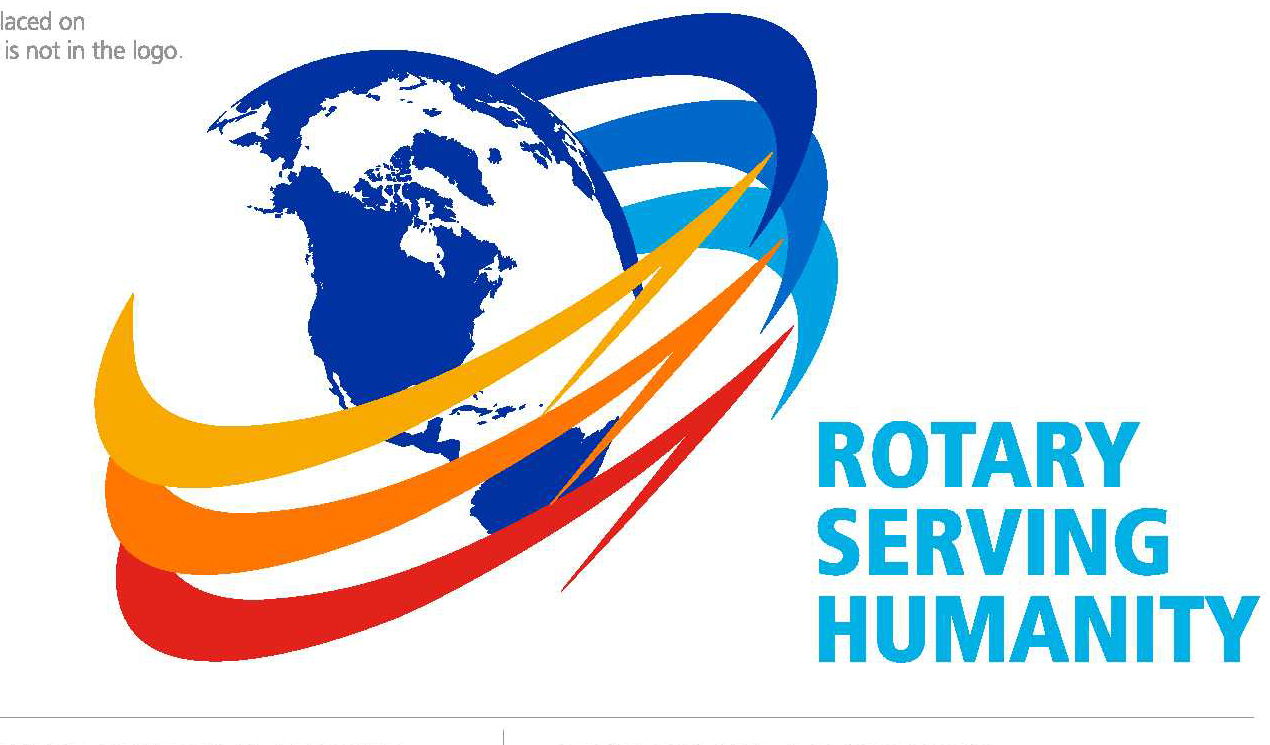 laced on
is not in the logo.
ROTARY
SERVING
HUMANITY